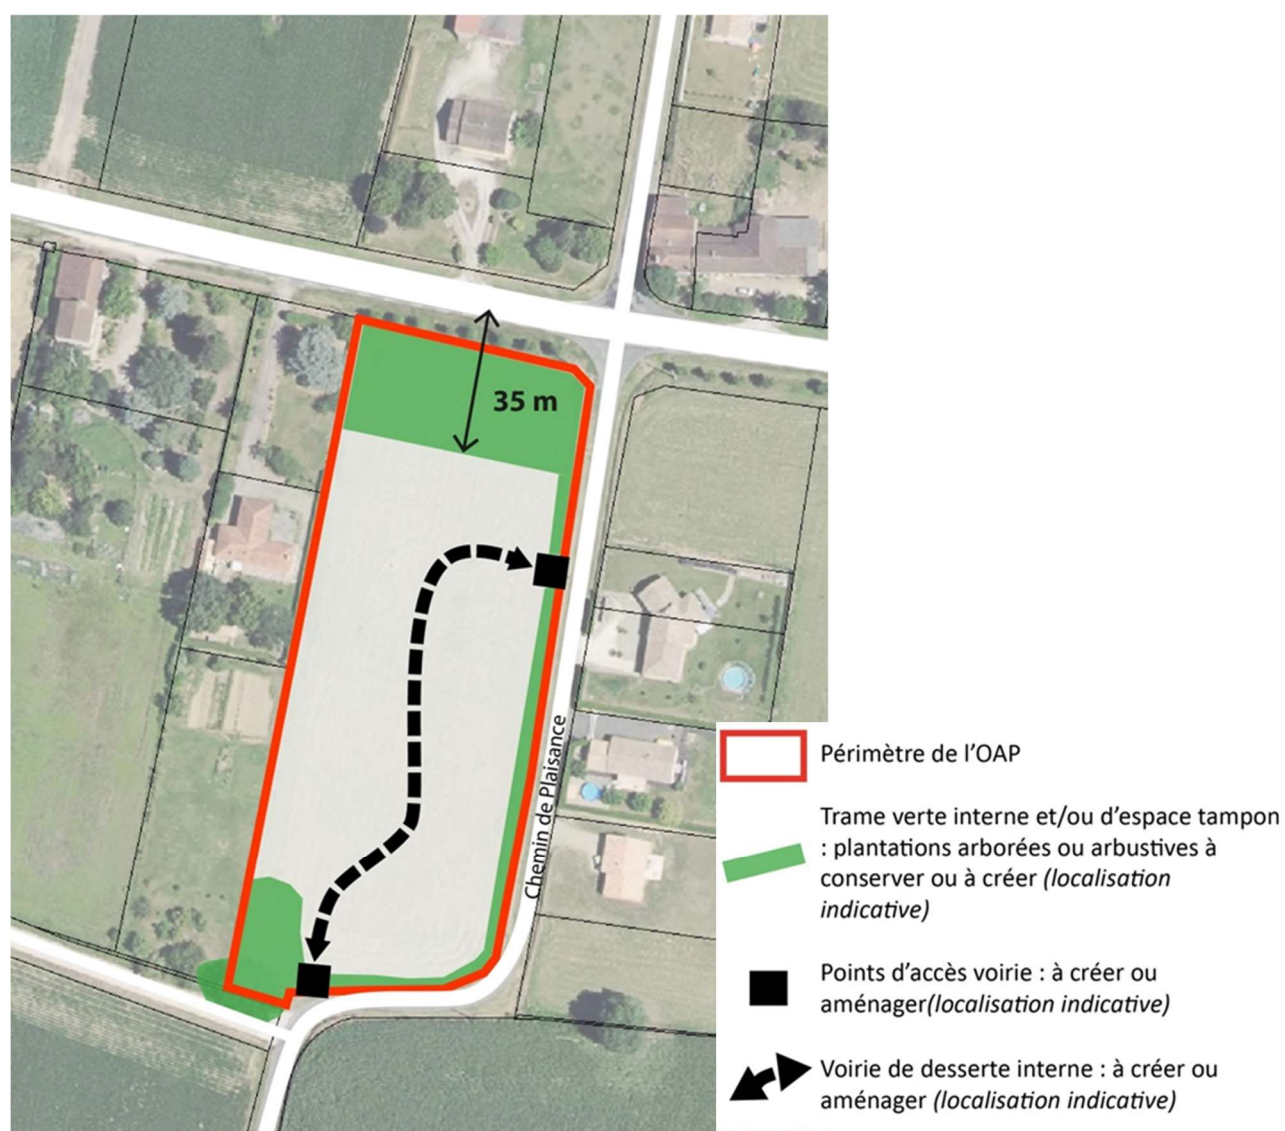 35 m
Chemin de Plaisance
Périmètre de l'OAP
Trame verte interne et/ou d'espace tampon
: plantations arborées ou arbustives à
conserver ou à créer (localisation
indicative)
Points d'accès voirie : à créer ou
aménager(localisation indicative)
Voirie de desserte interne : à créer ou
aménager (localisation indicative)